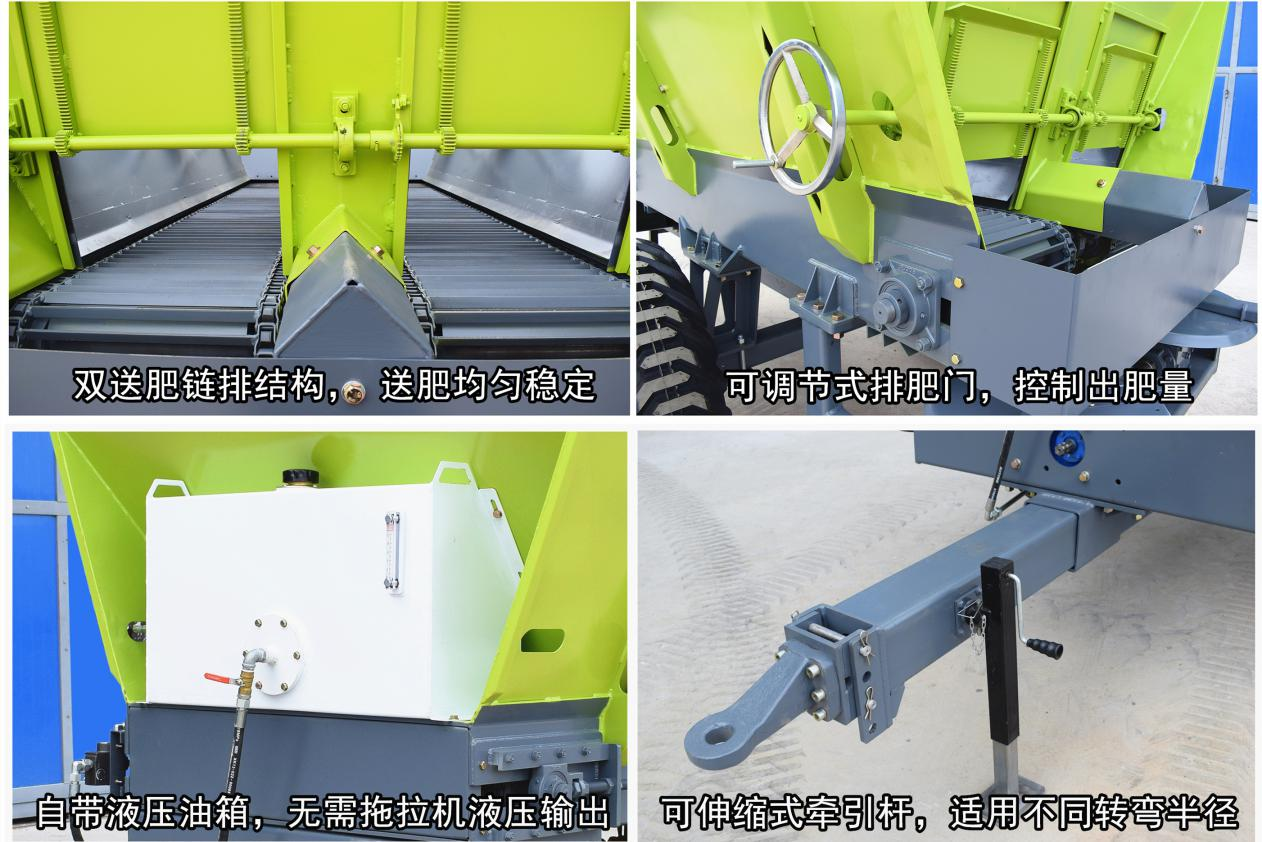 双送肥链排结构， 送肥均匀稳定
可调节式排肥门，控制出肥量
自带液压油箱，无需拖拉机液压输出
可伸缩式牵引杆，适用不同转弯半径